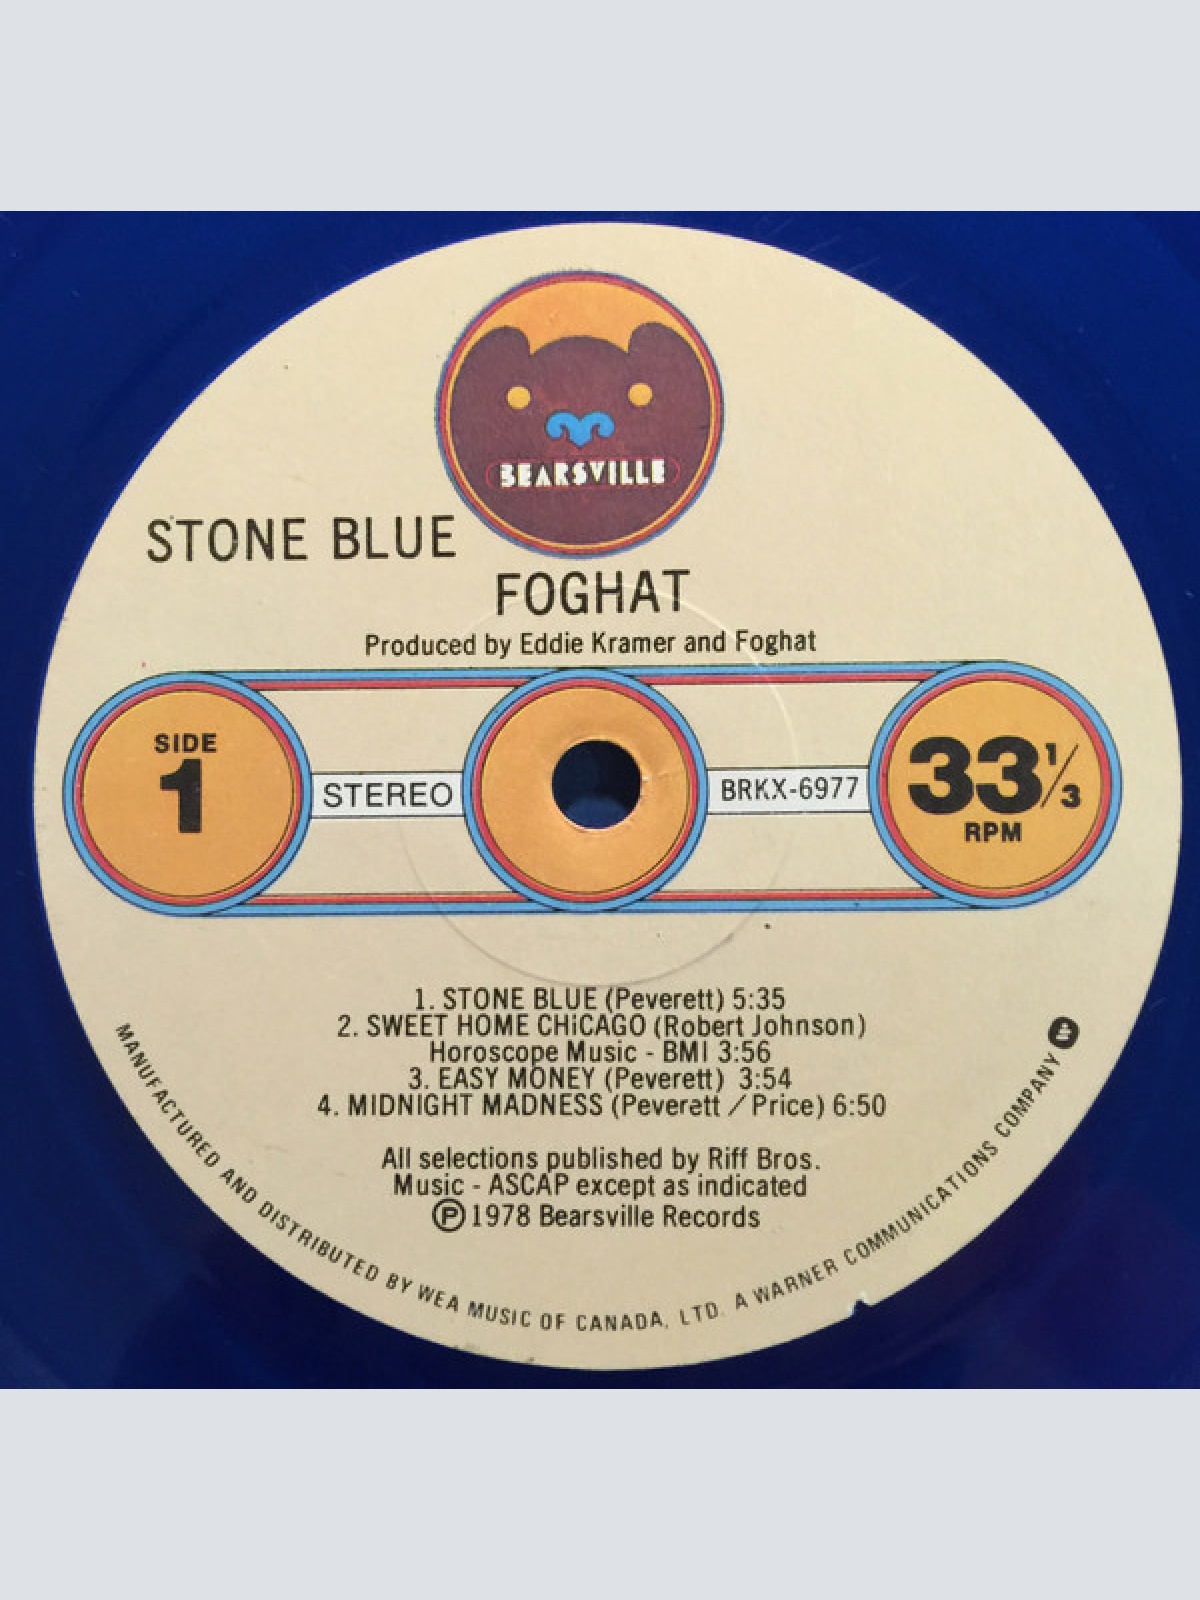 BEARSVILLE
STONE BLUE
FOGHAT
Produced by Eddie Kramer and Foghat
SIDE
1
STEREO
BRKX-6977
33 1/3
RPM
1. STONE BLUE (Peverett) 5:35
2. SWEET HOME CHiCAGO (Robert Johnson)
Horoscope Music - BMI 3:56
3. EASY MONEY (Peverett) 3:54
4. MIDNIGHT MADNESS (Peverett / Price) 6:50
All selections published by Riff Bros.
Music - ASCAP except as indicated
℗ 1978 Bearsville Records
MANUFACTURED AND DISTRIBUTED BY WEA MUSIC OF CANADA, LTD. A WARNER COMMUNICATIONS COMPANY